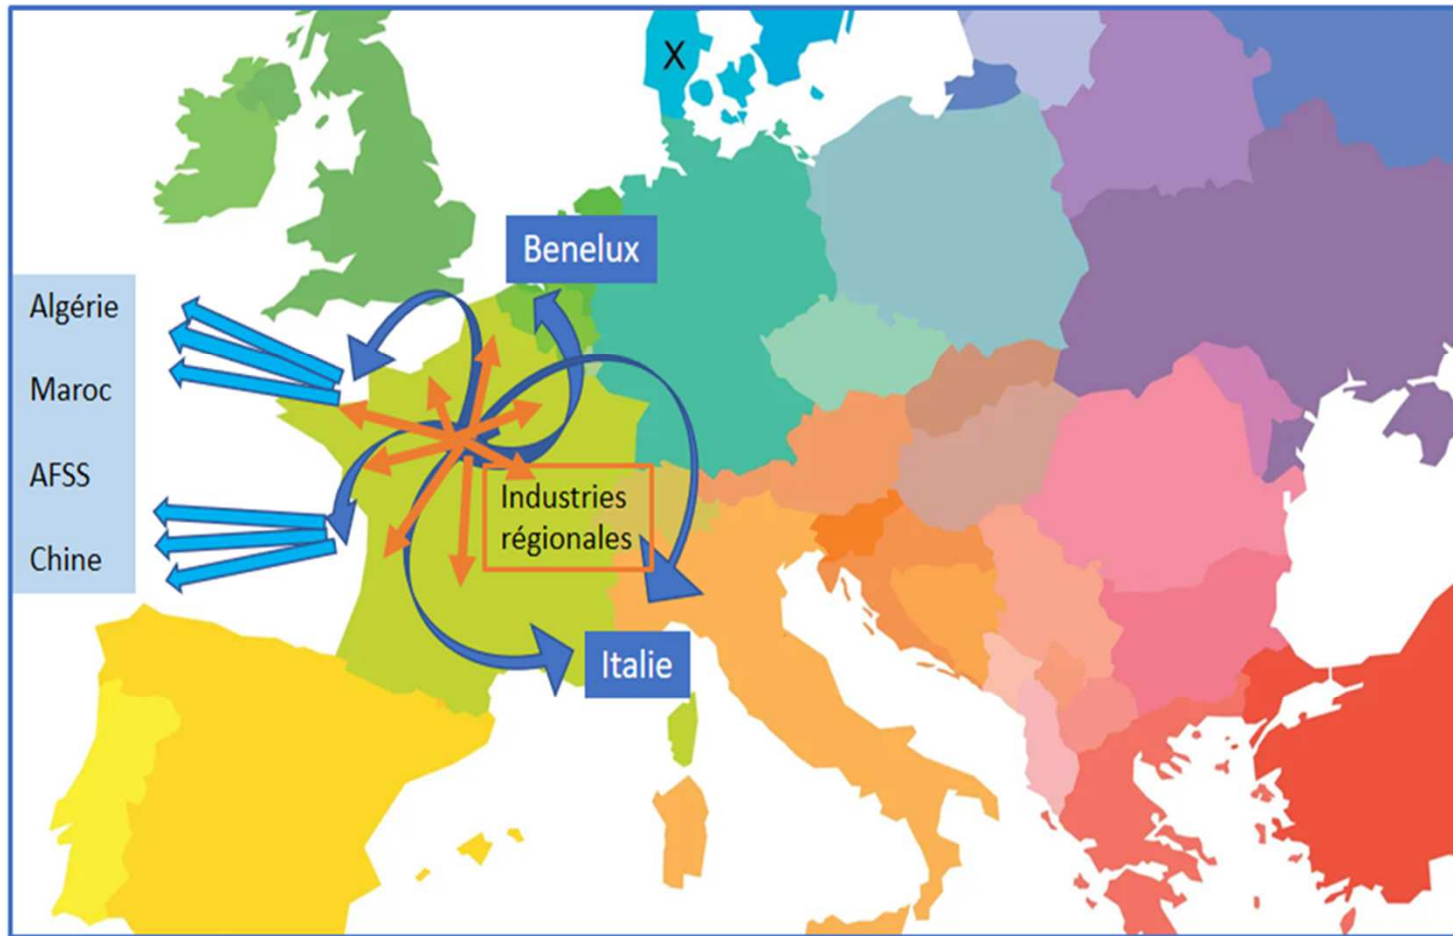 X
Benelux
Algérie
Maroc
AFSS
Chine
Industries
régionales
Italie